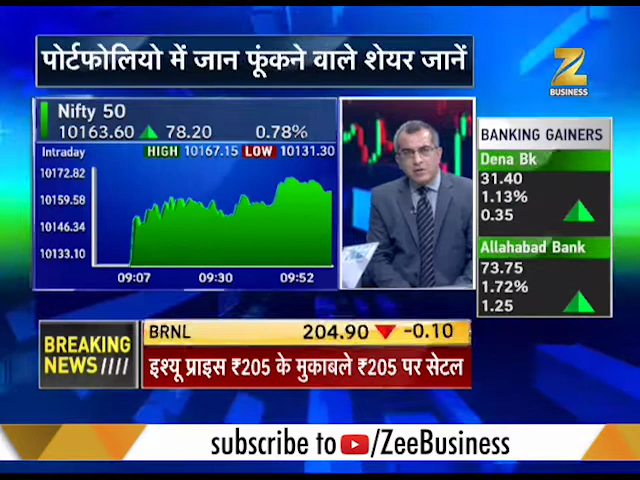 पोर्टफोलियो में जान फूंकने वाले शेयर जानें
Z
BUSINESS
Nifty 50
10163.60 78.20 0.78%
Intraday HIGH 10167.15 LOW 10131.30
10172.82
10159.58
10146.34
10133.10
09:07 09:30 09:52
BANKING GAINERS
Dena Bk
31.40
1.13%
0.35
Allahabad Bank
73.75
1.72%
1.25
BREAKING NEWS ////
BRNL 204.90 -0.10
इश्यू प्राइस ₹205 के मुकाबले ₹205 पर सेटल
subscribe to /ZeeBusiness